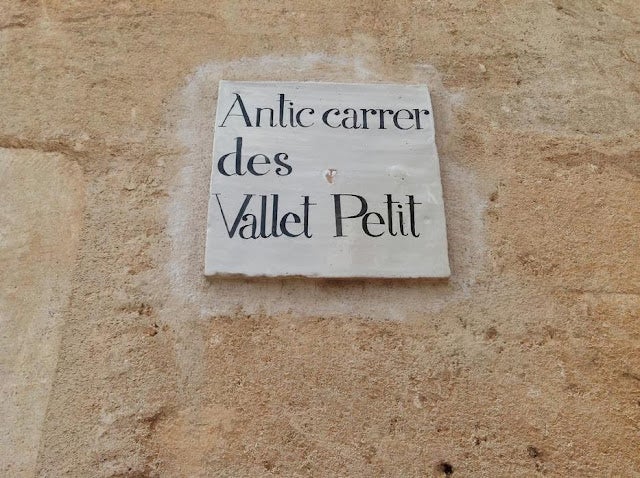 Antic carrer
des
Vallet Petit